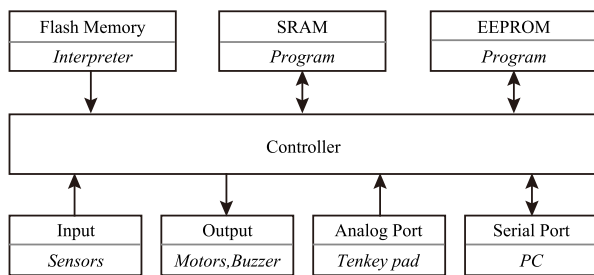 Flash Memory
Interpreter
SRAM
Program
EEPROM
Program
Controller
Input
Sensors
Output
Motors,Buzzer
Analog Port
Tenkey pad
Serial Port
PC